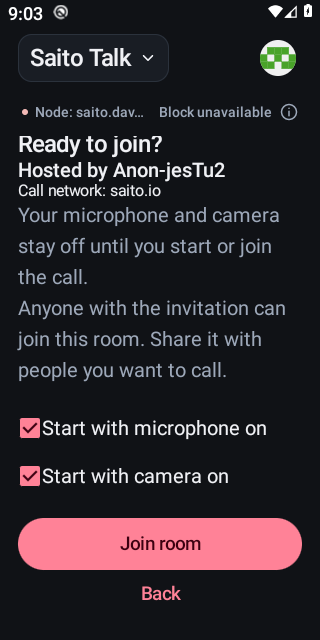 9:03
Saito Talk
Node: saito.dav... Block unavailable
Ready to join?
Hosted by Anon-jesTu2
Call network: saito.io
Your microphone and camera
stay off until you start or join
the call.
Anyone with the invitation can
join this room. Share it with
people you want to call.
Start with microphone on
Start with camera on
Join room
Back